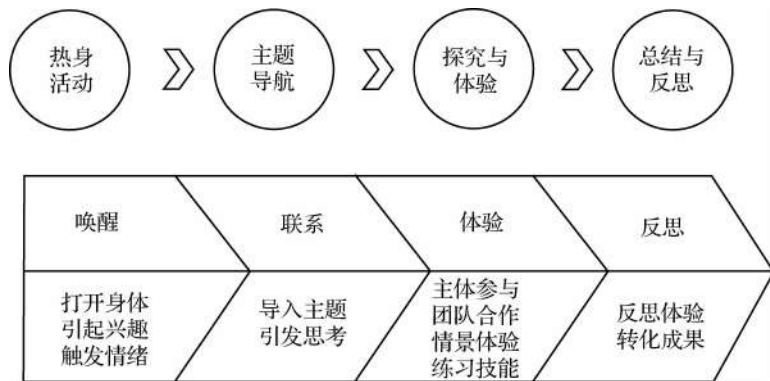 热身
活动
主题
导航
探究与
体验
总结与
反思
唤醒
联系
体验
反思
打开身体
引起兴趣
触发情绪
导入主题
引发思考
主体参与
团队合作
情景体验
练习技能
反思体验
转化成果